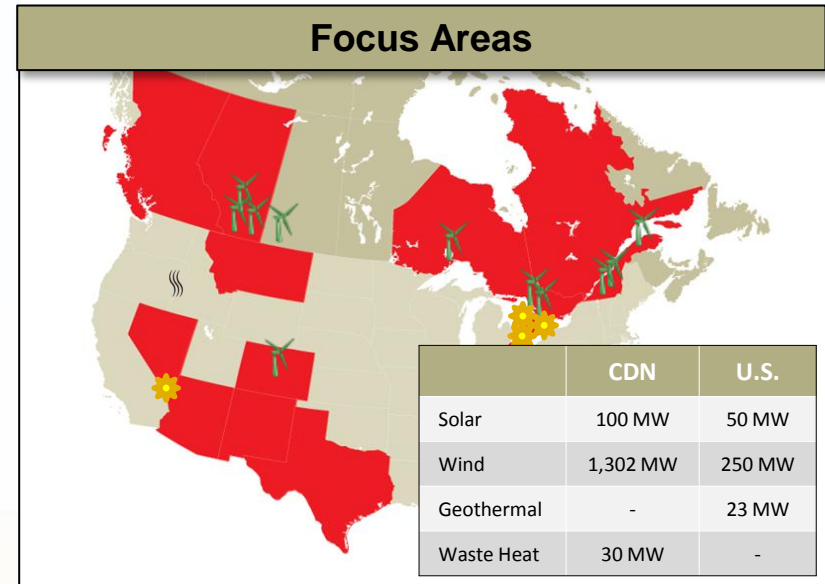 Focus Areas
CDN U.S.
Solar 100 MW 50 MW
Wind 1,302 MW 250 MW
Geothermal - 23 MW
Waste Heat 30 MW -